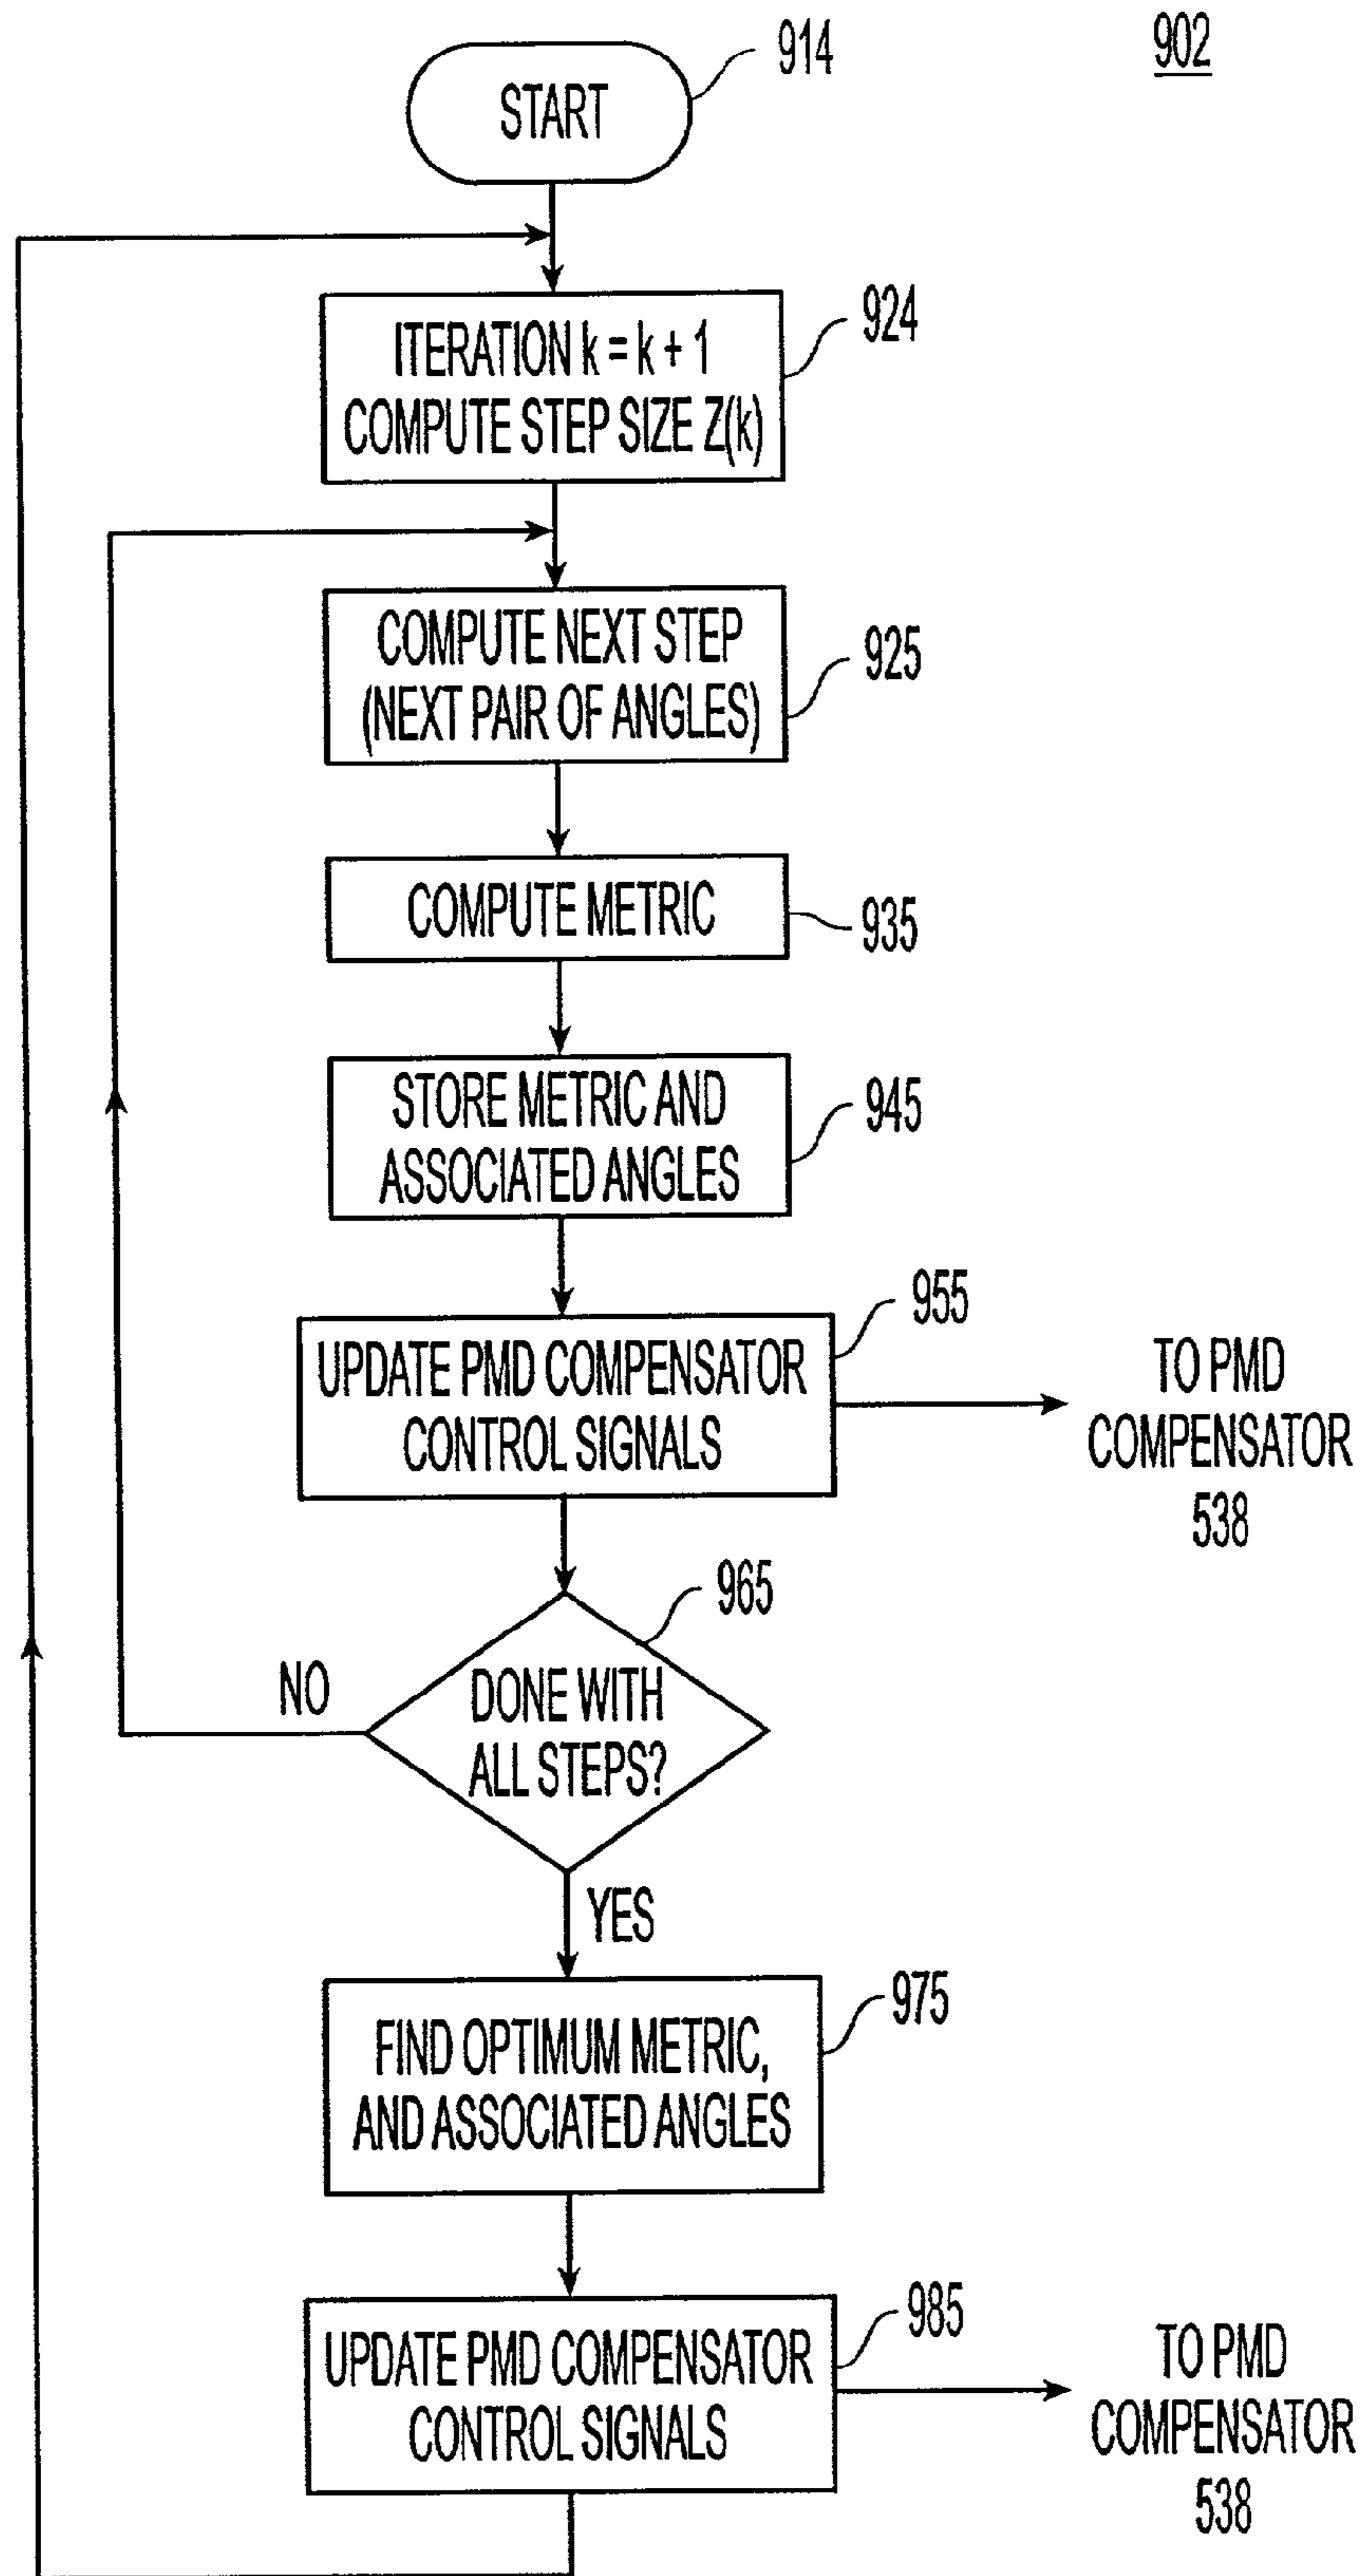 902
START
914
ITERATION k = k + 1
COMPUTE STEP SIZE Z(k)
924
COMPUTE NEXT STEP
(NEXT PAIR OF ANGLES)
925
COMPUTE METRIC
935
STORE METRIC AND
ASSOCIATED ANGLES
945
UPDATE PMD COMPENSATOR
CONTROL SIGNALS
955
TO PMD
COMPENSATOR
538
DONE WITH
ALL STEPS?
965
NO
YES
FIND OPTIMUM METRIC,
AND ASSOCIATED ANGLES
975
UPDATE PMD COMPENSATOR
CONTROL SIGNALS
985
TO PMD
COMPENSATOR
538